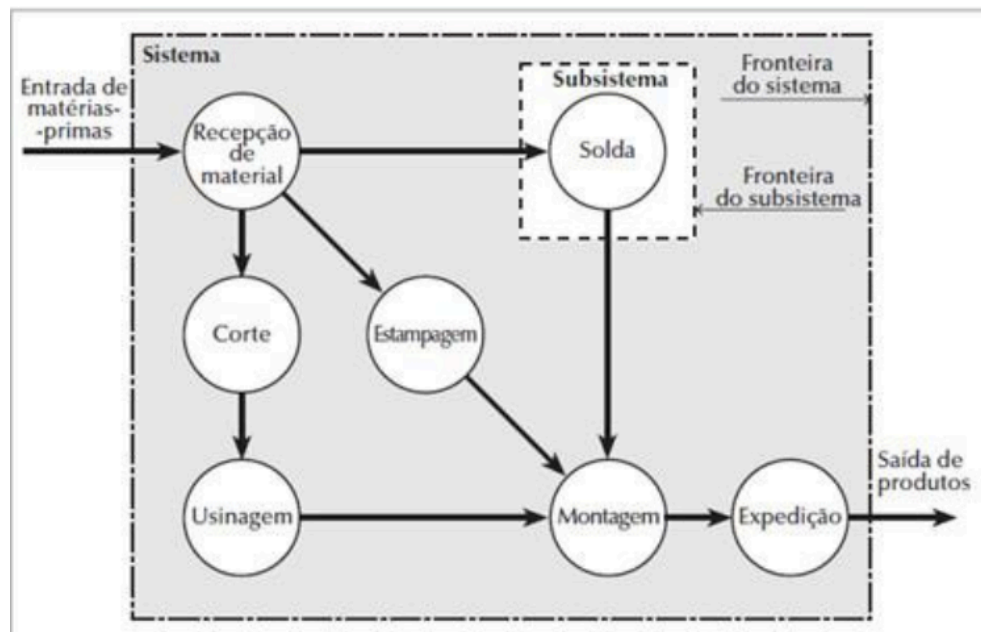 Sistema
Entrada de
matérias-
-primas
Recepção
de
material
Subsistema
Solda
Fronteira
do sistema
Fronteira
do subsistema
Corte
Estampagem
Usinagem
Montagem
Expedição
Saída de
produtos